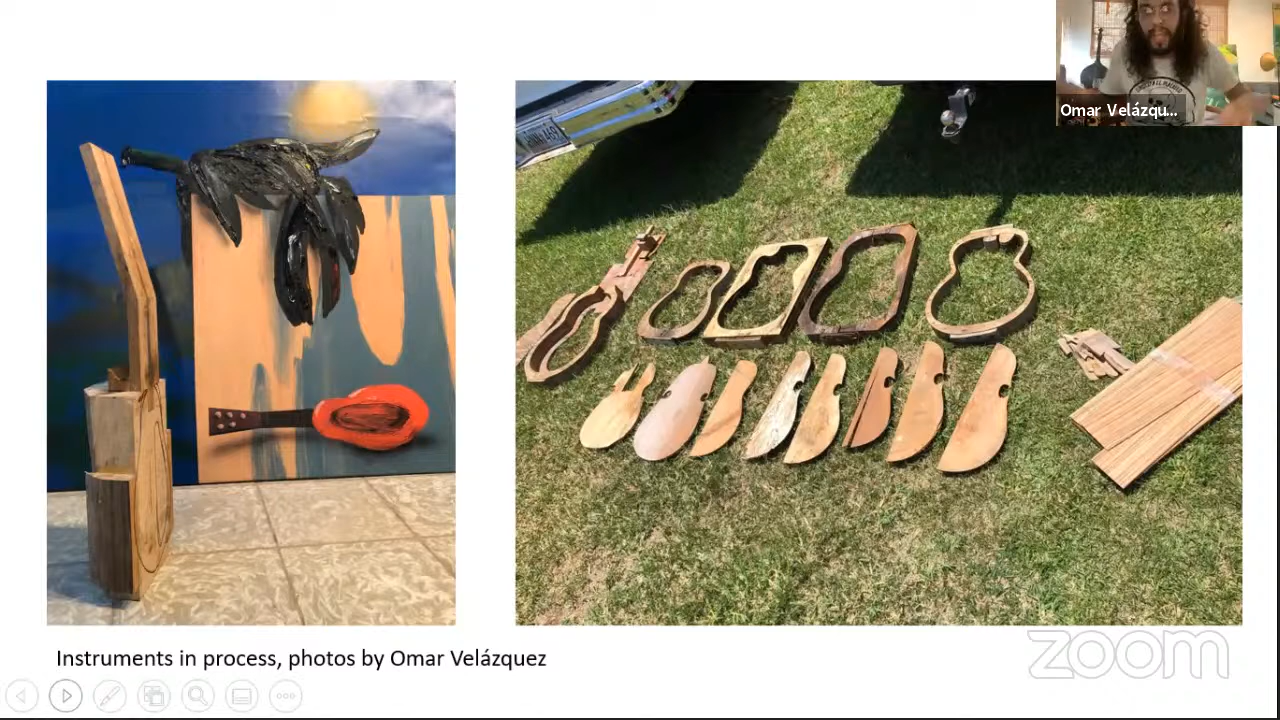 Omar Velázqu...
Instruments in process, photos by Omar Velázquez
zoom